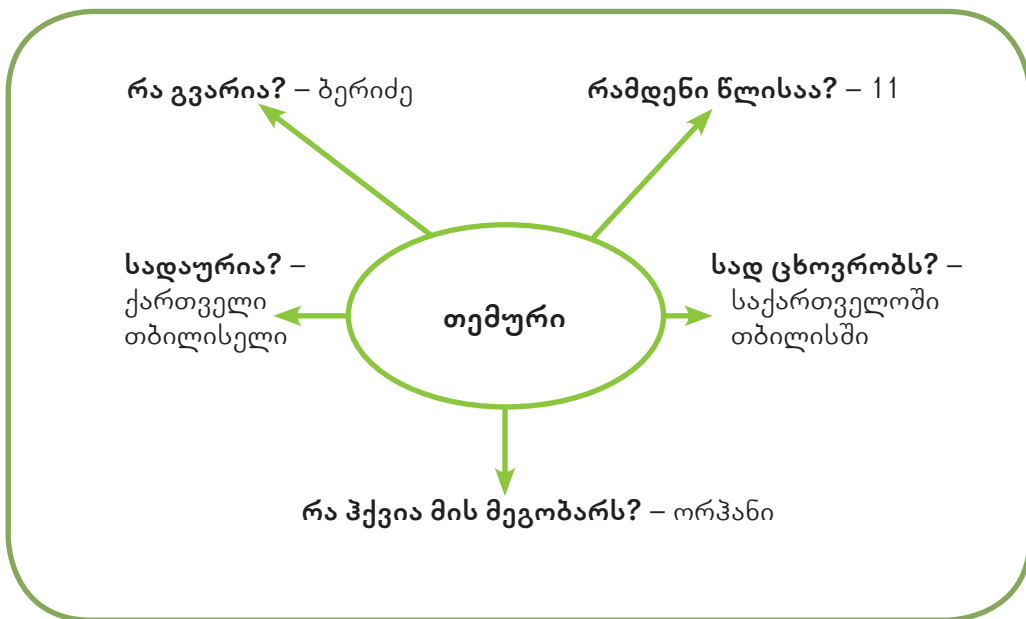 რა გვარია? – ბერიძე
რამდენი წლისაა? – 11
სადაურია? –
ქართველი
თბილისელი
თემური
სად ცხოვრობს? –
საქართველოში
თბილისში
რა ჰქვია მის მეგობარს? – ორჰანი